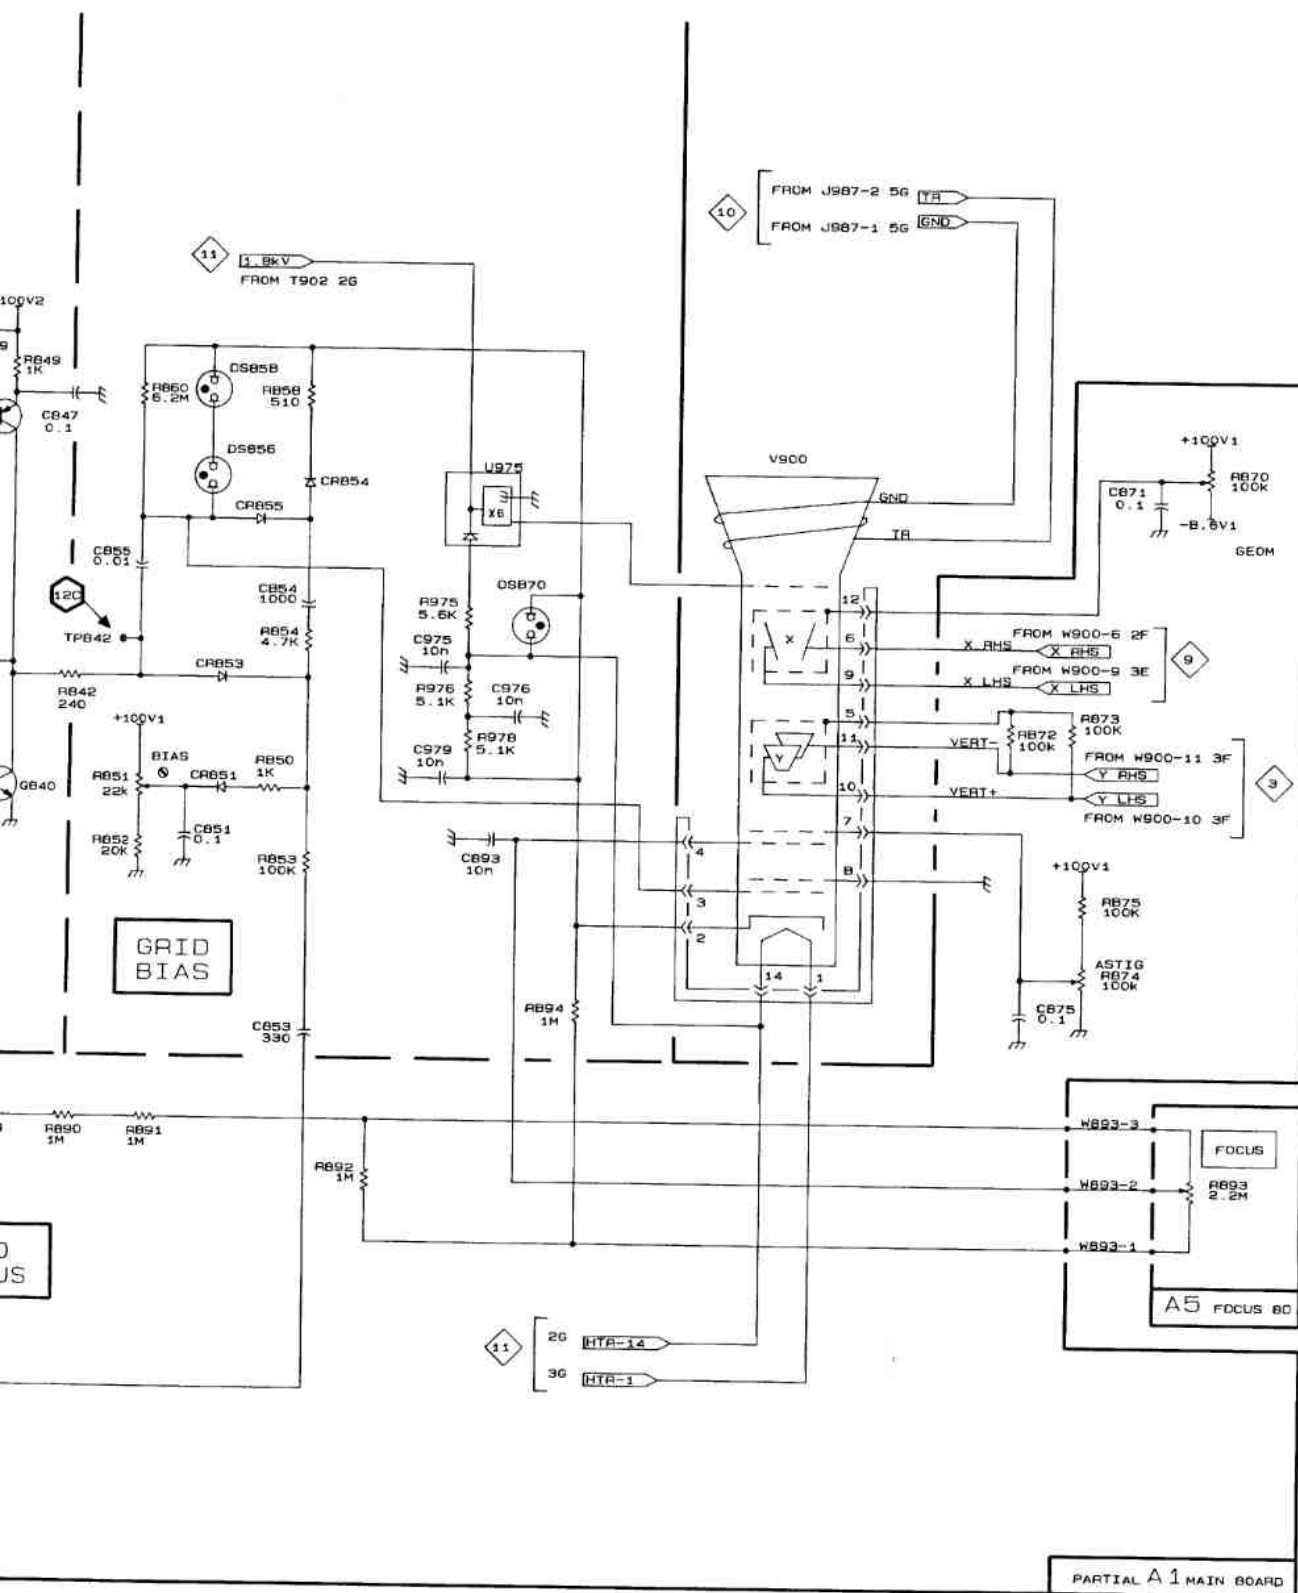 10
FROM J987-2 5G
TR
FROM J987-1 5G
GND
11
1.8kV
FROM T902 2G
+100V2
9
R849
1K
C847
0.1
R860
6.2M
DS858
R858
510
DS856
CR854
CR855
U975
X6
V900
GND
TR
+100V1
R870
100K
C871
0.1
-8.6V1
GEOM
C855
0.01
12C
TP842
C854
1000
R854
4.7K
CR853
R842
240
R975
5.6K
C975
10n
R976
5.1K
C976
10n
R978
5.1K
C979
10n
DS870
12
X
6
X RHS
FROM W900-6 2F
X RHS
9
X LHS
FROM W900-9 3E
X LHS
9
5
R872
100k
R873
100K
11
VERT-
Y
FROM W900-11 3F
Y RHS
10
VERT+
Y LHS
FROM W900-10 3F
3
7
+100V1
BIAS
R851
22k
CR851
R850
1K
Q840
R852
20K
C851
0.1
R853
100K
C893
10n
4
8
3
2
14
1
+100V1
R875
100K
ASTIG
R874
100k
C875
0.1
GRID
BIAS
C853
330
R894
1M
R890
1M
R891
1M
R892
1M
W893-3
FOCUS
W893-2
R893
2.2M
W893-1
A5 FOCUS BD
US
11
2G
HTR-14
3G
HTR-1
PARTIAL A1 MAIN BOARD